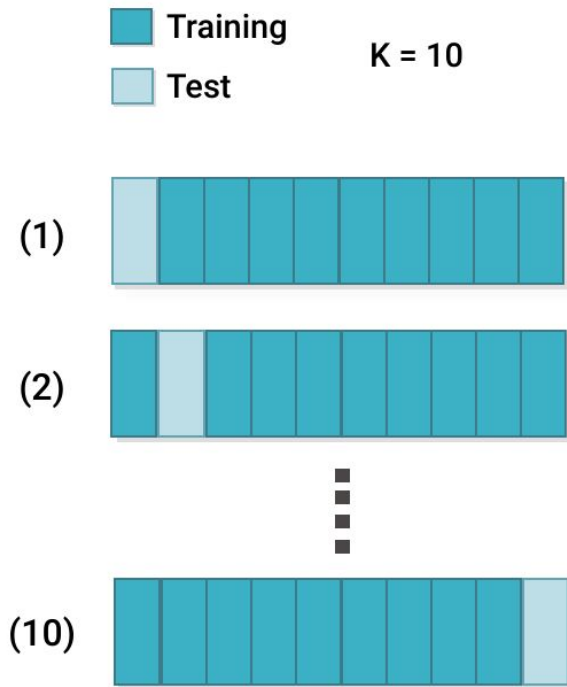 Training
K = 10
Test
(1)
(2)
(10)